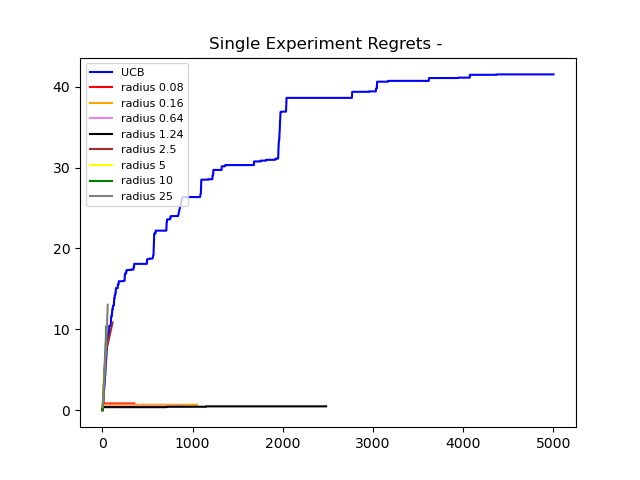 Single Experiment Regrets -
UCB
radius 0.08
radius 0.16
radius 0.64
radius 1.24
radius 2.5
radius 5
radius 10
radius 25
40
30
20
10
0
0 1000 2000 3000 4000 5000